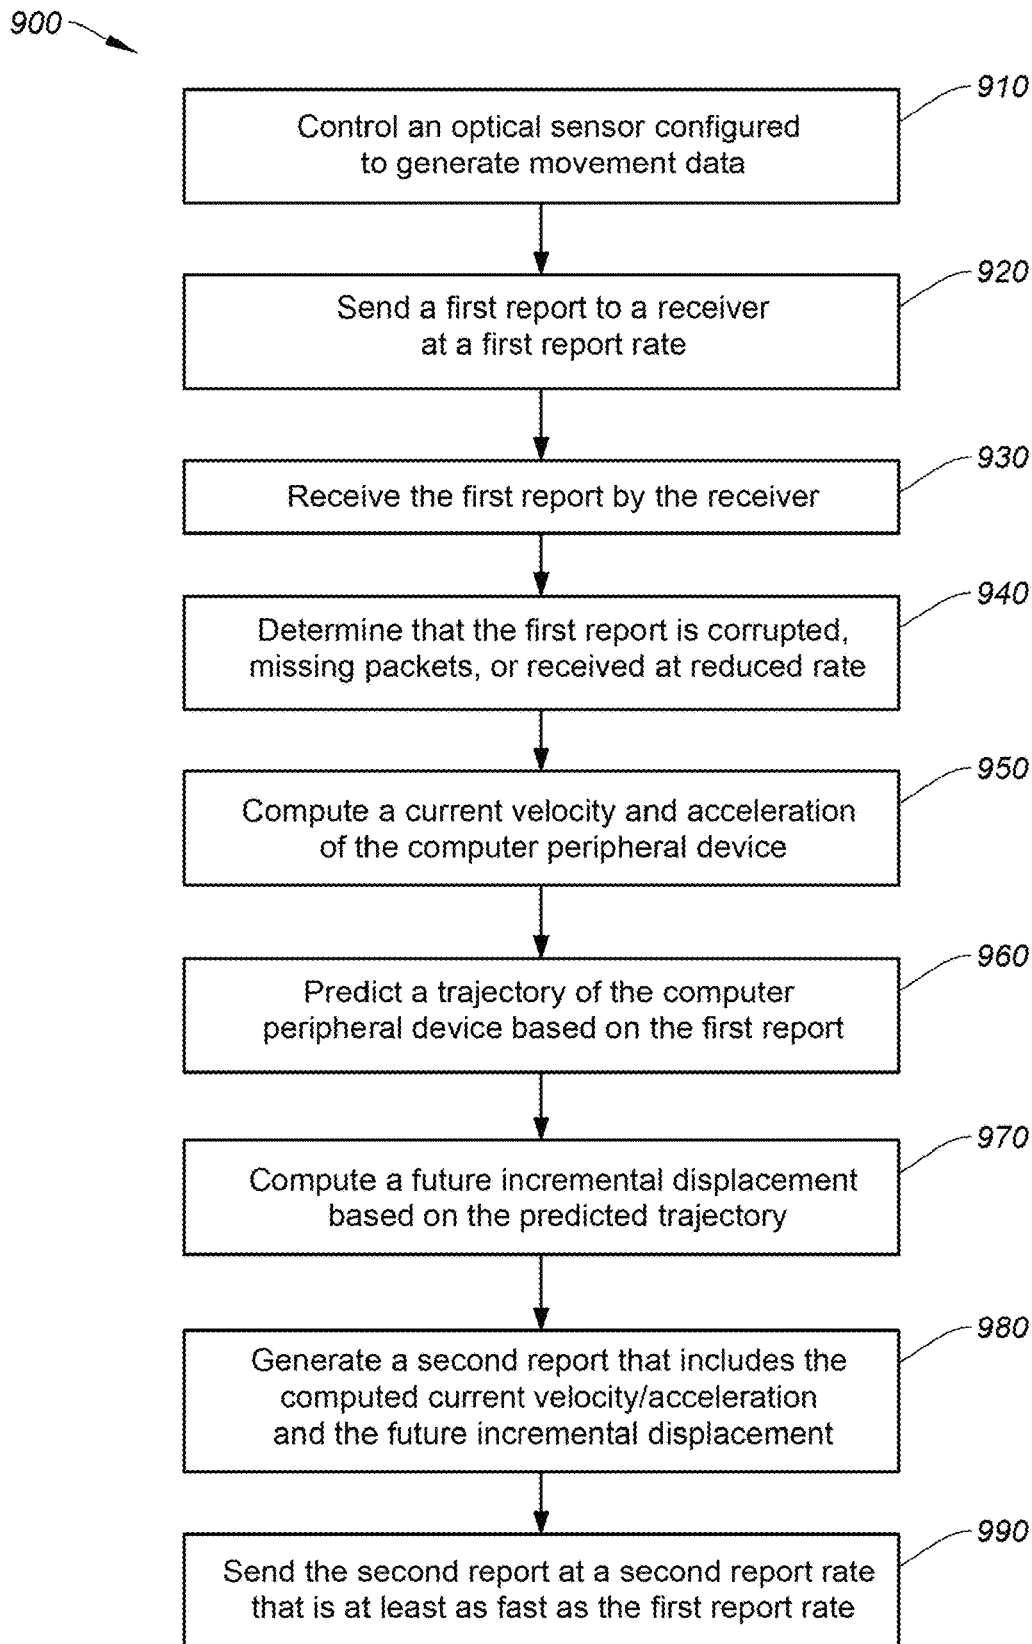 900
910
Control an optical sensor configured
to generate movement data
920
Send a first report to a receiver
at a first report rate
930
Receive the first report by the receiver
940
Determine that the first report is corrupted,
missing packets, or received at reduced rate
950
Compute a current velocity and acceleration
of the computer peripheral device
960
Predict a trajectory of the computer
peripheral device based on the first report
970
Compute a future incremental displacement
based on the predicted trajectory
980
Generate a second report that includes the
computed current velocity/acceleration
and the future incremental displacement
990
Send the second report at a second report rate
that is at least as fast as the first report rate